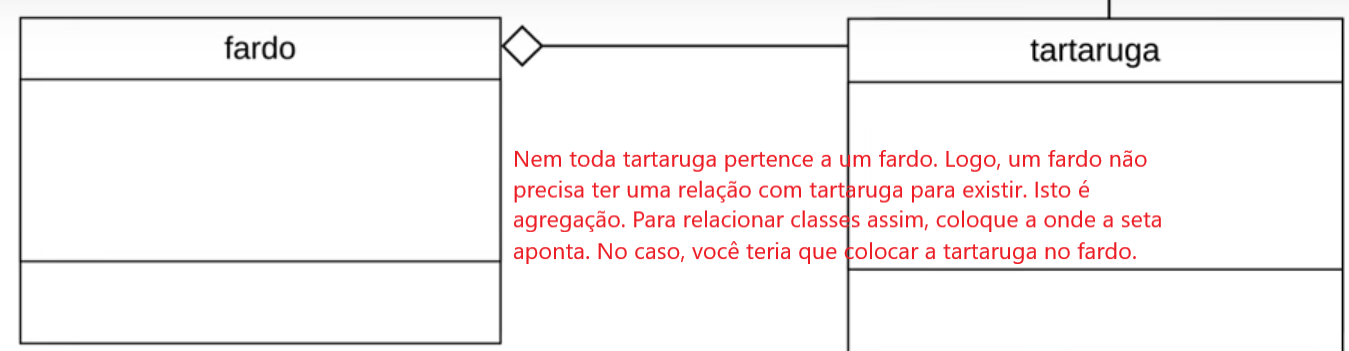 fardo
tartaruga
Nem toda tartaruga pertence a um fardo. Logo, um fardo não
precisa ter uma relação com tartaruga para existir. Isto é
agregação. Para relacionar classes assim, coloque a onde a seta
aponta. No caso, você teria que colocar a tartaruga no fardo.